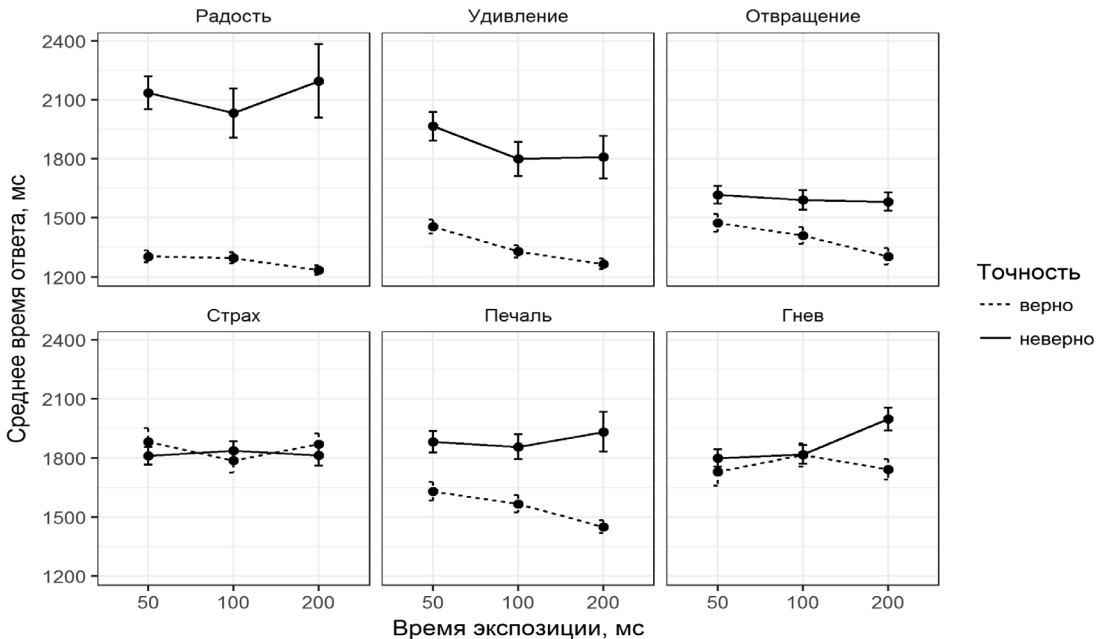 Радость
Удивление
Отвращение
2400
2100
1800
1500
1200
Страх
Печаль
Гнев
2400
2100
1800
1500
1200
50
100
200
50
100
200
50
100
200
Среднее время ответа, мс
Время экспозиции, мс
Точность
верно
неверно